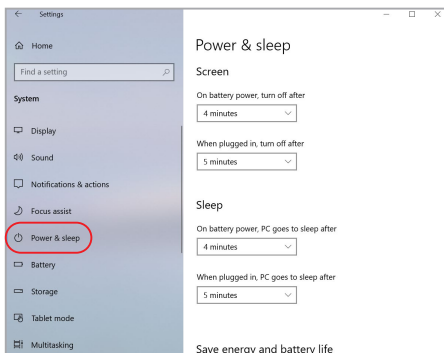 Settings
Home
Find a setting
System
Display
Sound
Notifications & actions
Focus assist
Power & sleep
Battery
Storage
Tablet mode
Multitasking
Power & sleep
Screen
On battery power, turn off after
4 minutes
When plugged in, turn off after
5 minutes
Sleep
On battery power, PC goes to sleep after
4 minutes
When plugged in, PC goes to sleep after
5 minutes
Save energy and battery life